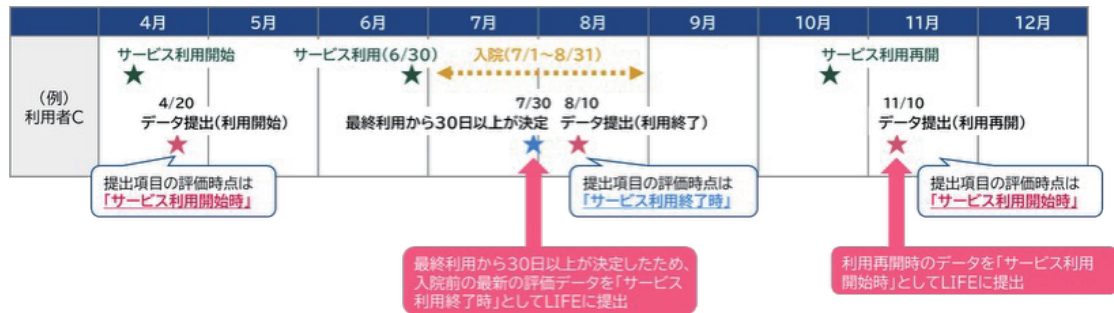 4月 5月 6月 7月 8月 9月 10月 11月 12月
(例)
利用者C
サービス利用開始
サービス利用(6/30)
入院(7/1~8/31)
サービス利用再開
4/20
データ提出(利用開始)
7/30
最終利用から30日以上が決定
8/10
データ提出(利用終了)
11/10
データ提出(利用再開)
提出項目の評価時点は
「サービス利用開始時」
提出項目の評価時点は
「サービス利用終了時」
提出項目の評価時点は
「サービス利用開始時」
最終利用から30日以上が決定したため、
入院前の最新の評価データを「サービス
利用終了時」としてLIFEに提出
利用再開時のデータを「サービス利用
開始時」としてLIFEに提出